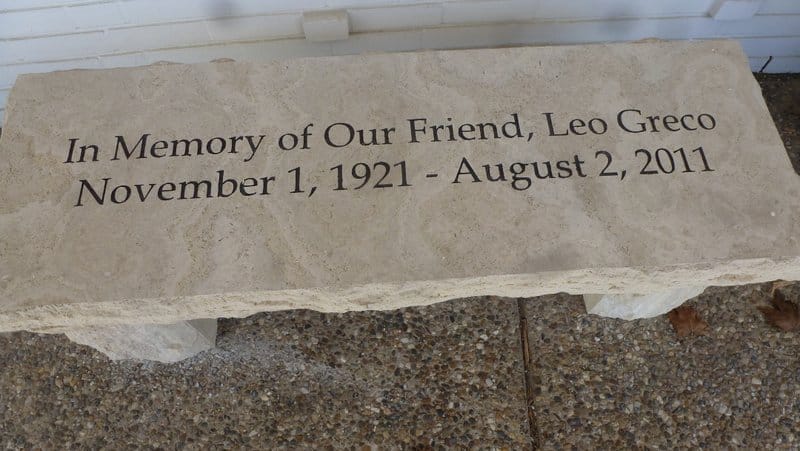 In Memory of Our Friend, Leo Greco
November 1, 1921 - August 2, 2011